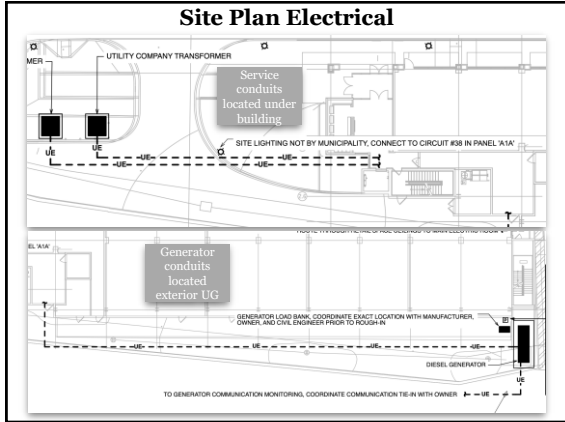 Site Plan Electrical
MER
UTILITY COMPANY TRANSFORMER
Service
conduits
located under
building
SITE LIGHTING NOT BY MUNICIPALITY, CONNECT TO CIRCUIT #38 IN PANEL 'A1A'
UE
UE
UE
UE
UE
UE
Generator
conduits
located
exterior UG
GENERATOR LOAD BANK, COORDINATE EXACT LOCATION WITH MANUFACTURER,
OWNER, AND CIVIL ENGINEER PRIOR TO ROUGH-IN
UE
UE
UE
UE
DIESEL GENERATOR
UE
TO GENERATOR COMMUNICATION MONITORING, COORDINATE COMMUNICATION TIE-IN WITH OWNER
UE